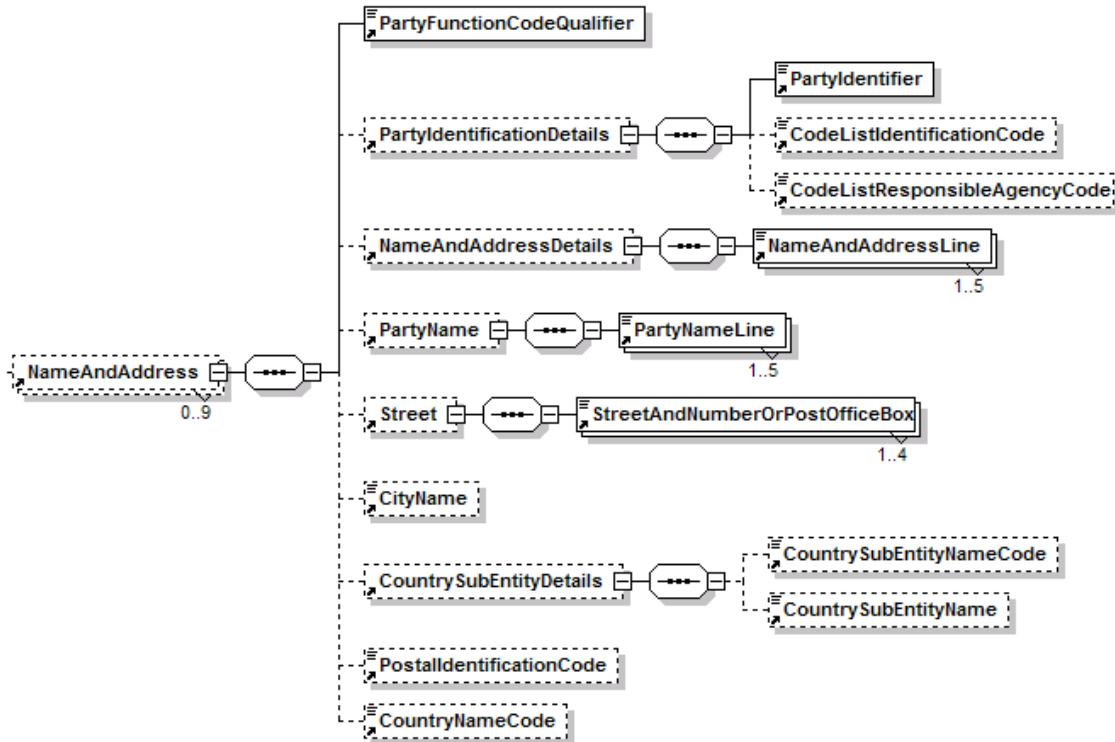 PartyFunctionCodeQualifier
PartyIdentifier
PartyIdentificationDetails
CodeListIdentificationCode
CodeListResponsibleAgencyCode
NameAndAddressDetails
NameAndAddressLine
1..5
PartyName
PartyNameLine
1..5
NameAndAddress
0..9
Street
StreetAndNumberOrPostOfficeBox
1..4
CityName
CountrySubEntityDetails
CountrySubEntityNameCode
CountrySubEntityName
PostalIdentificationCode
CountryNameCode